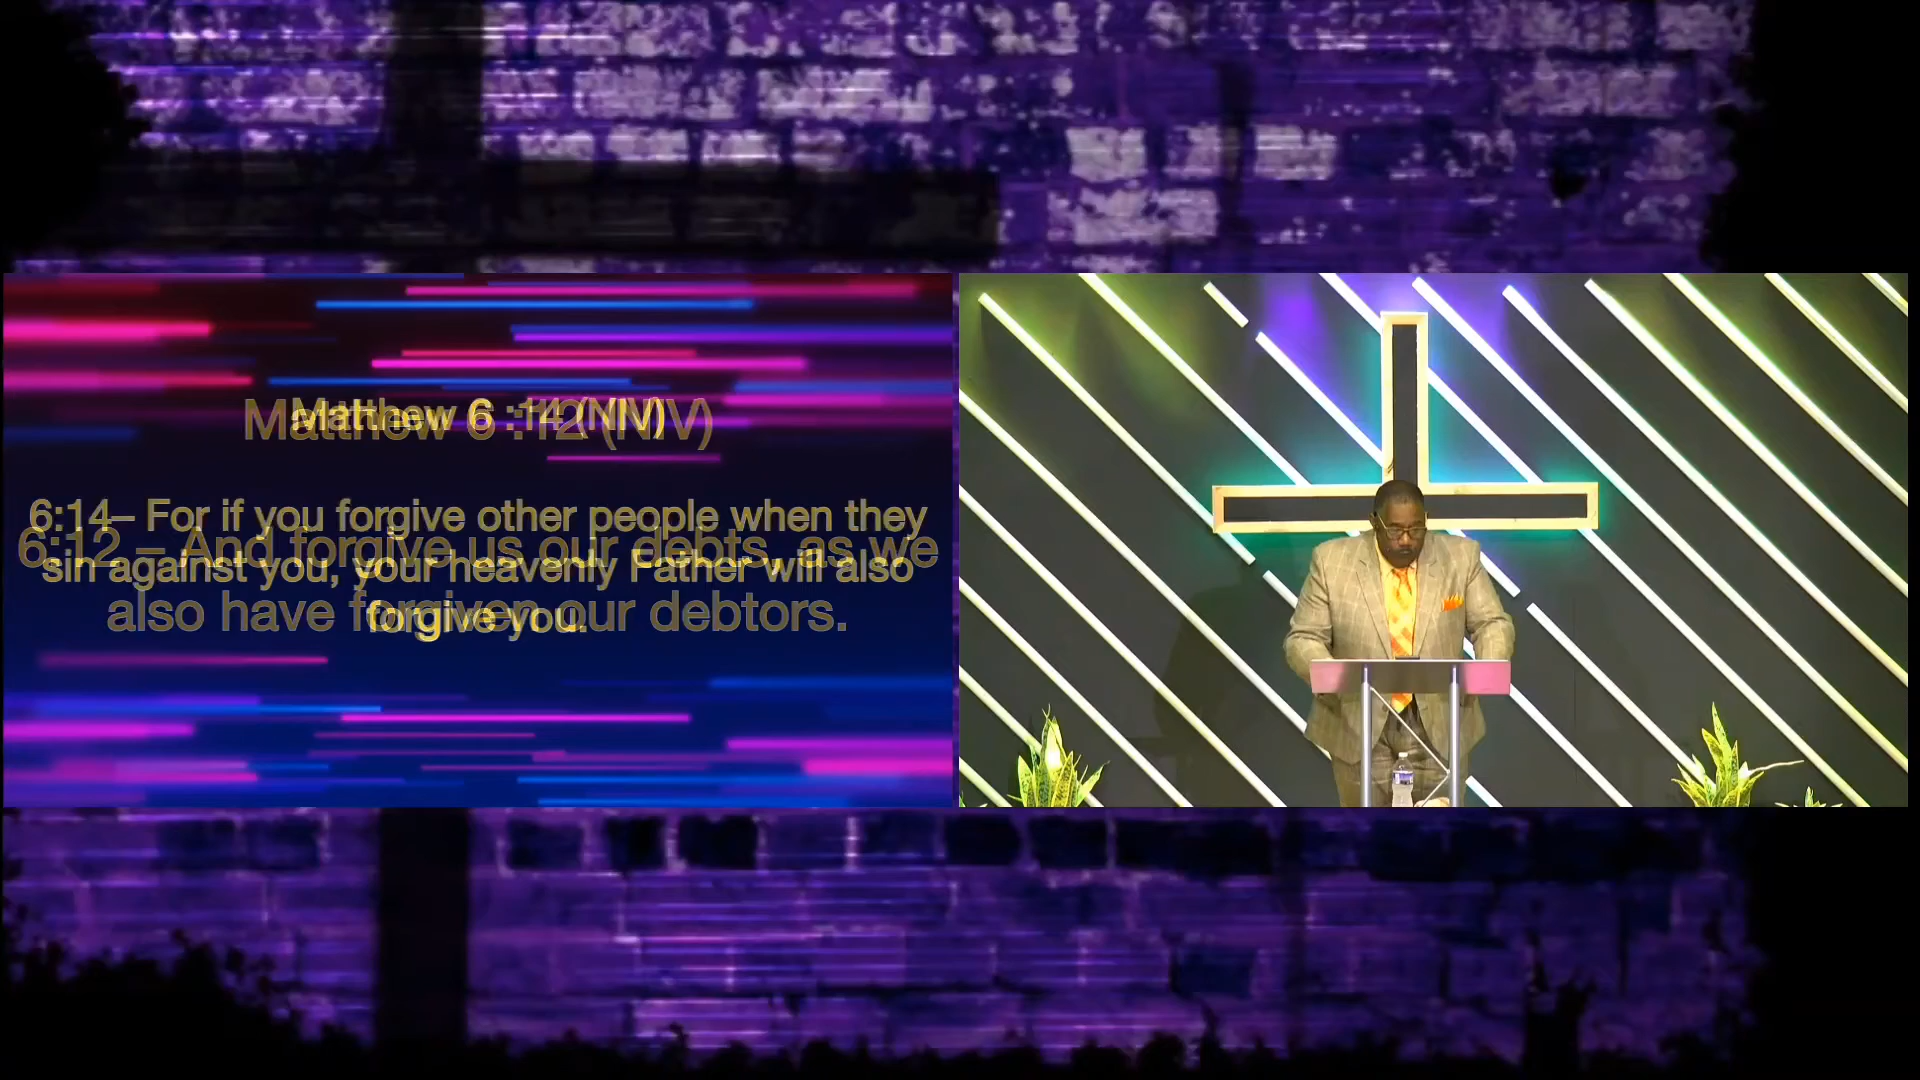 Matthew 6 :12 (NIV)
6:12 – And forgive us our debts, as we
also have forgiven our debtors.
Matthew 6 :14 (NIV)
6:14– For if you forgive other people when they
sin against you, your heavenly Father will also
forgive you.